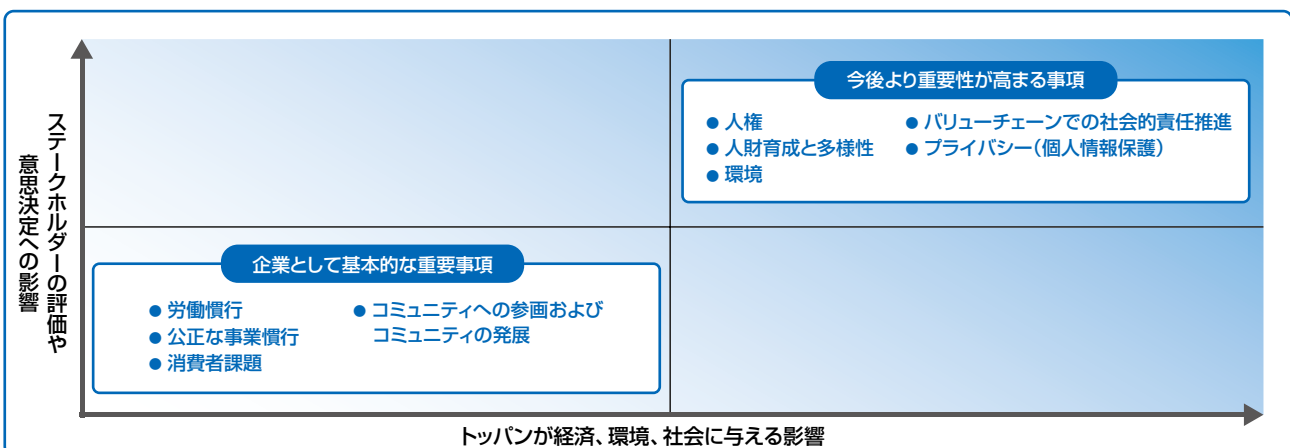 ステークホルダーの評価や
意思決定への影響
今後より重要性が高まる事項
● 人権
● 人財育成と多様性
● 環境
● バリューチェーンでの社会的責任推進
● プライバシー（個人情報保護）
企業として基本的な重要事項
● 労働慣行
● 公正な事業慣行
● 消費者課題
● コミュニティへの参画および
コミュニティの発展
トッパンが経済、環境、社会に与える影響